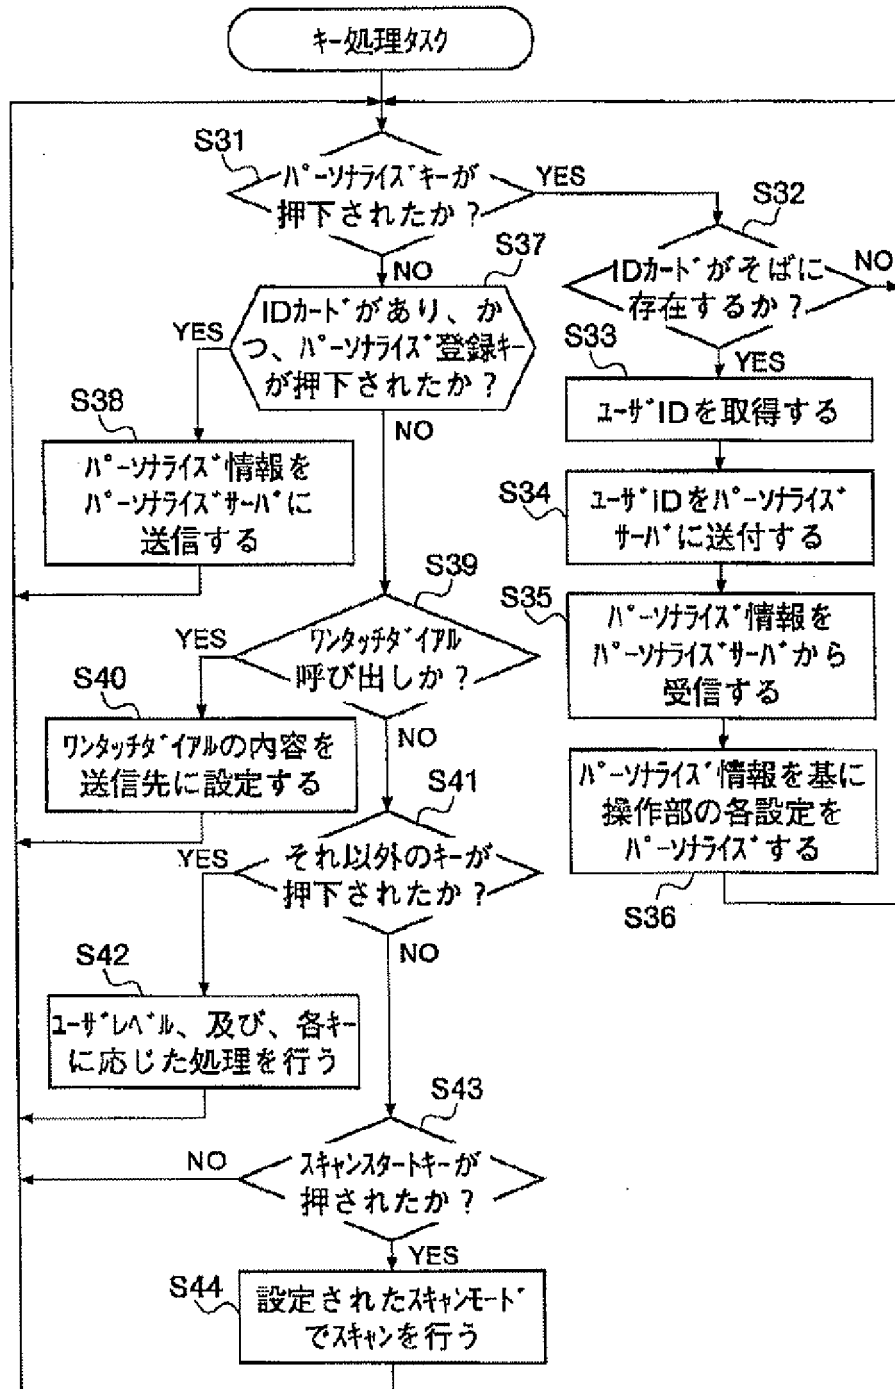 キー処理タスク
S31
パーソナライズキーが
押下されたか？
YES
NO
S32
IDカードがそばに
存在するか？
NO
YES
S33
ユーザIDを取得する
S34
ユーザIDをパーソナライズ
サーバに送付する
S35
パーソナライズ情報を
パーソナライズサーバから
受信する
パーソナライズ情報を基に
操作部の各設定を
パーソナライズする
S36
S37
IDカードがあり、か
つ、パーソナライズ登録キー
が押下されたか？
YES
NO
S38
パーソナライズ情報を
パーソナライズサーバに
送信する
S39
ワンタッチダイアル
呼び出しか？
YES
NO
S40
ワンタッチダイアルの内容を
送信先に設定する
S41
それ以外のキーが
押下されたか？
YES
NO
S42
ユーザレベル、及び、各キー
に応じた処理を行う
S43
スキャンスタートキーが
押されたか？
NO
YES
S44
設定されたスキャンモード
でスキャンを行う